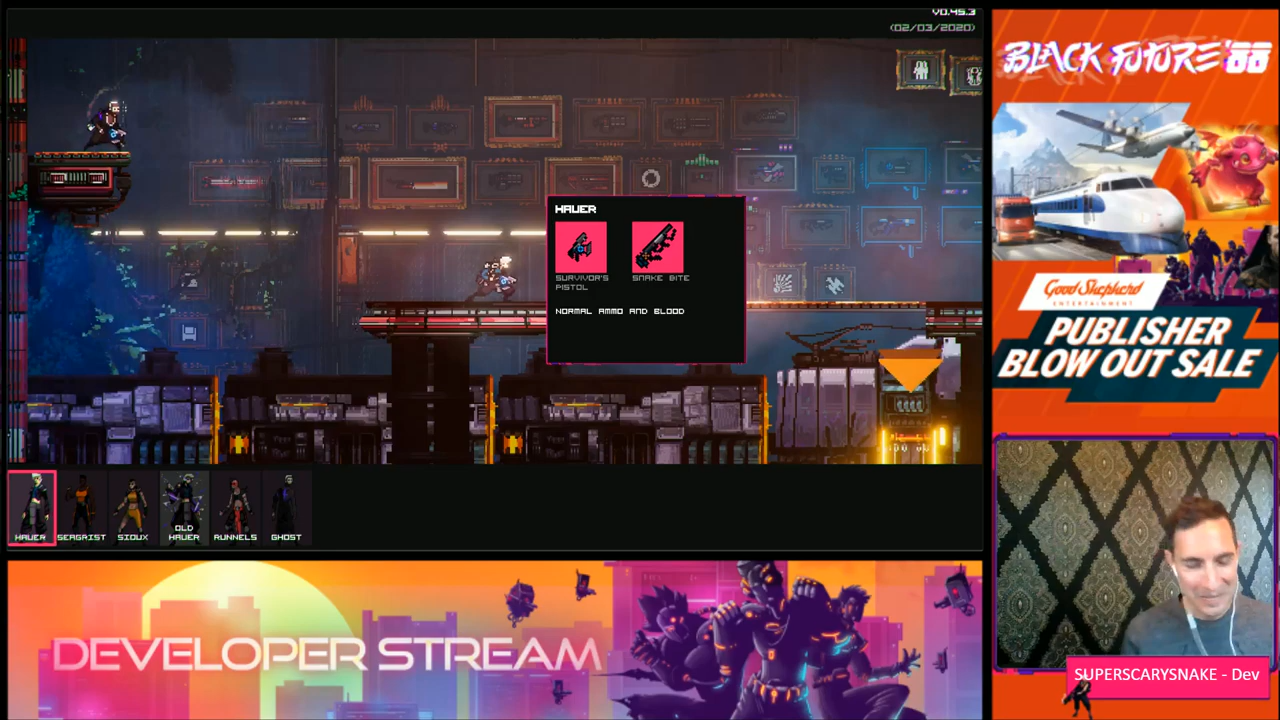 V0.45.3
(02/03/2020)
BLACK FUTURE '88
HAUER
SURVIVOR'S
PISTOL
SNAKE BITE
NORMAL AMMO AND BLOOD
Good Shepherd
ENTERTAINMENT
PUBLISHER
BLOW OUT SALE
HAUER
SEAGRIST
SIOUX
OLD
HAUER
RUNNELS
GHOST
DEVELOPER STREAM
SUPERSCARYSNAKE - Dev